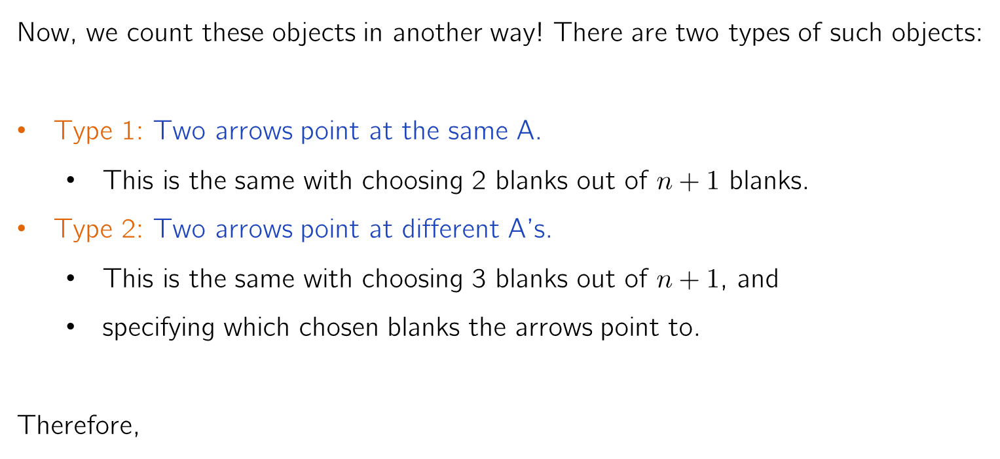 Now, we count these objects in another way! There are two types of such objects:
• Type 1: Two arrows point at the same A.
• This is the same with choosing 2 blanks out of n + 1 blanks.
• Type 2: Two arrows point at different A's.
• This is the same with choosing 3 blanks out of n + 1, and
• specifying which chosen blanks the arrows point to.
Therefore,